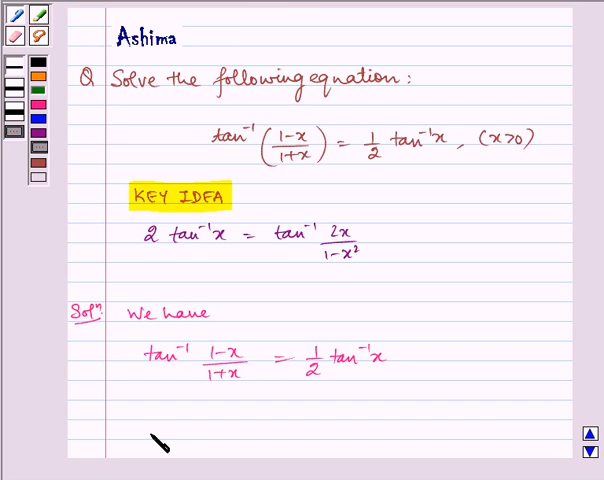 Ashima
Q Solve the following equation :
tan⁻¹ ( (1-x)/(1+x) ) = 1/2 tan⁻¹x , (x>0)
KEY IDEA
2 tan⁻¹x = tan⁻¹ 2x/(1-x²)
Solⁿ: We have
tan⁻¹ (1-x)/(1+x) = 1/2 tan⁻¹x